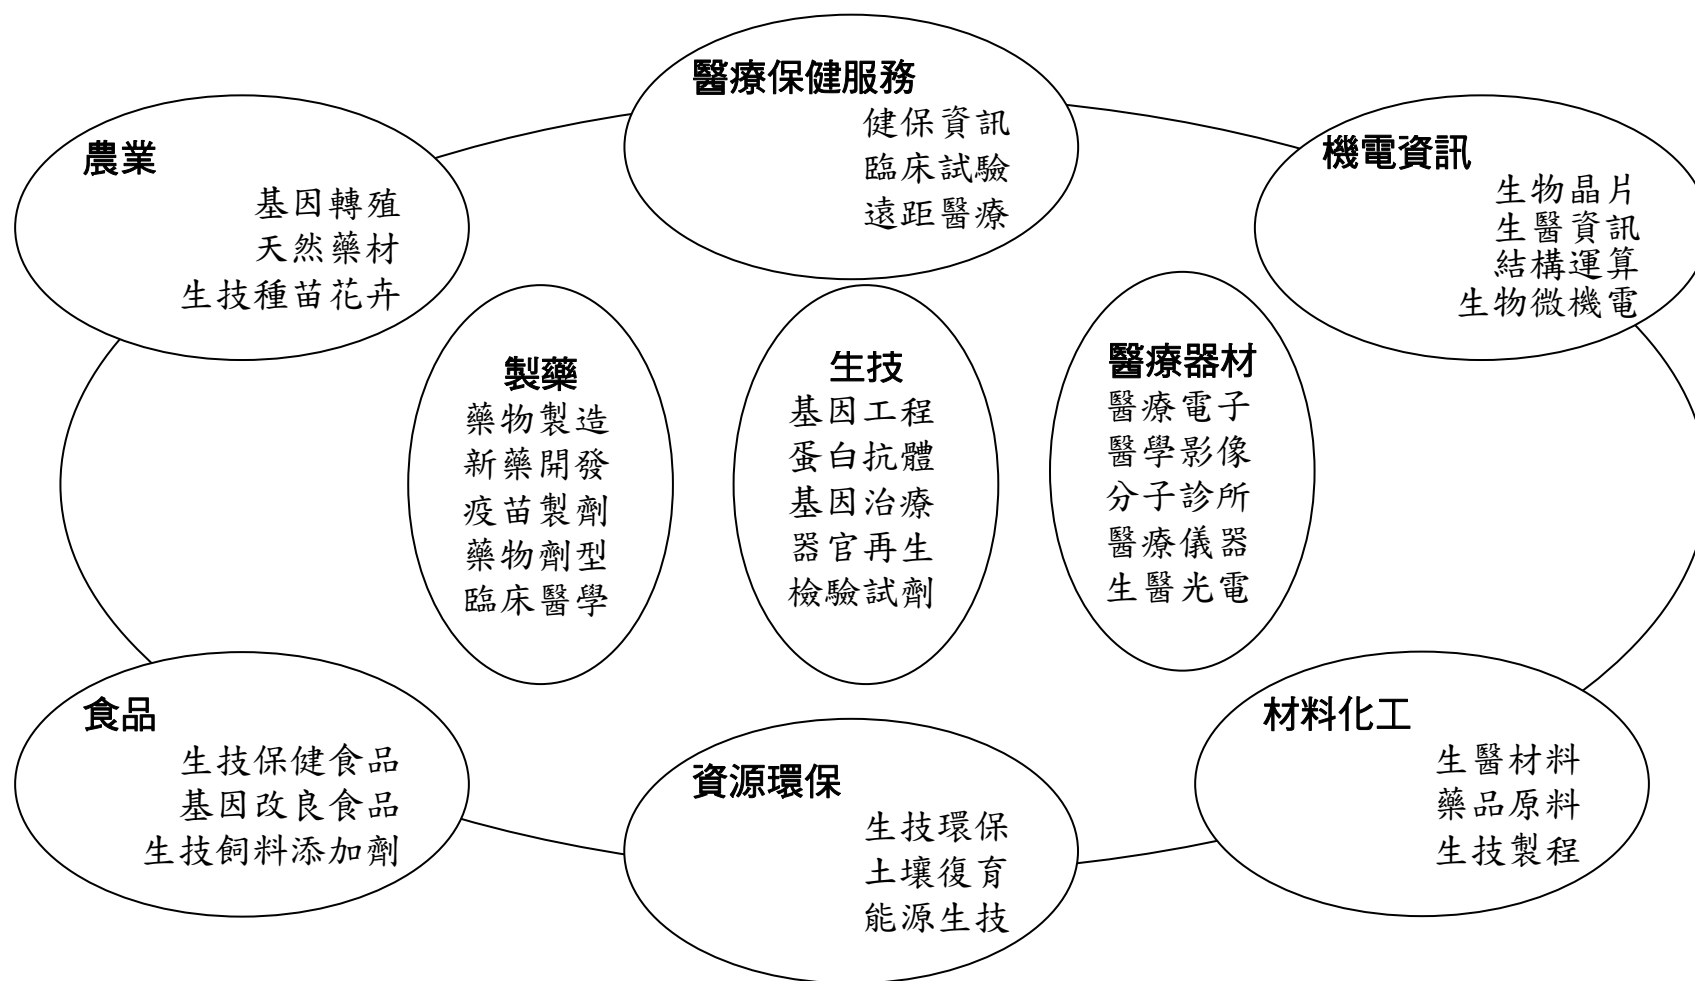 醫療保健服務
健保資訊
臨床試驗
遠距醫療
農業
基因轉殖
天然藥材
生技種苗花卉
機電資訊
生物晶片
生醫資訊
結構運算
生物微機電
製藥
藥物製造
新藥開發
疫苗製劑
藥物劑型
臨床醫學
生技
基因工程
蛋白抗體
基因治療
器官再生
檢驗試劑
醫療器材
醫療電子
醫學影像
分子診所
醫療儀器
生醫光電
食品
生技保健食品
基因改良食品
生技飼料添加劑
資源環保
生技環保
土壤復育
能源生技
材料化工
生醫材料
藥品原料
生技製程